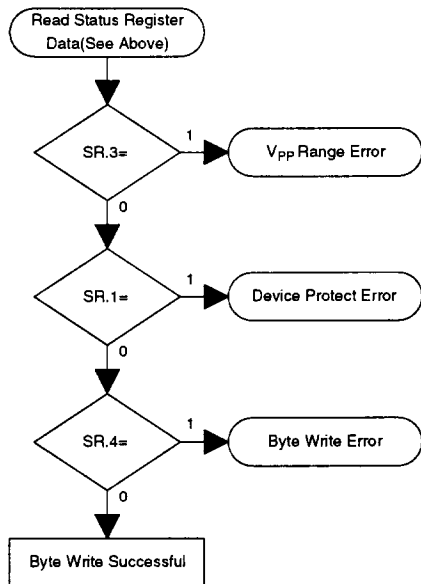 Read Status Register
Data(See Above)
SR.3=
1
VPP Range Error
0
SR.1=
1
Device Protect Error
0
SR.4=
1
Byte Write Error
0
Byte Write Successful